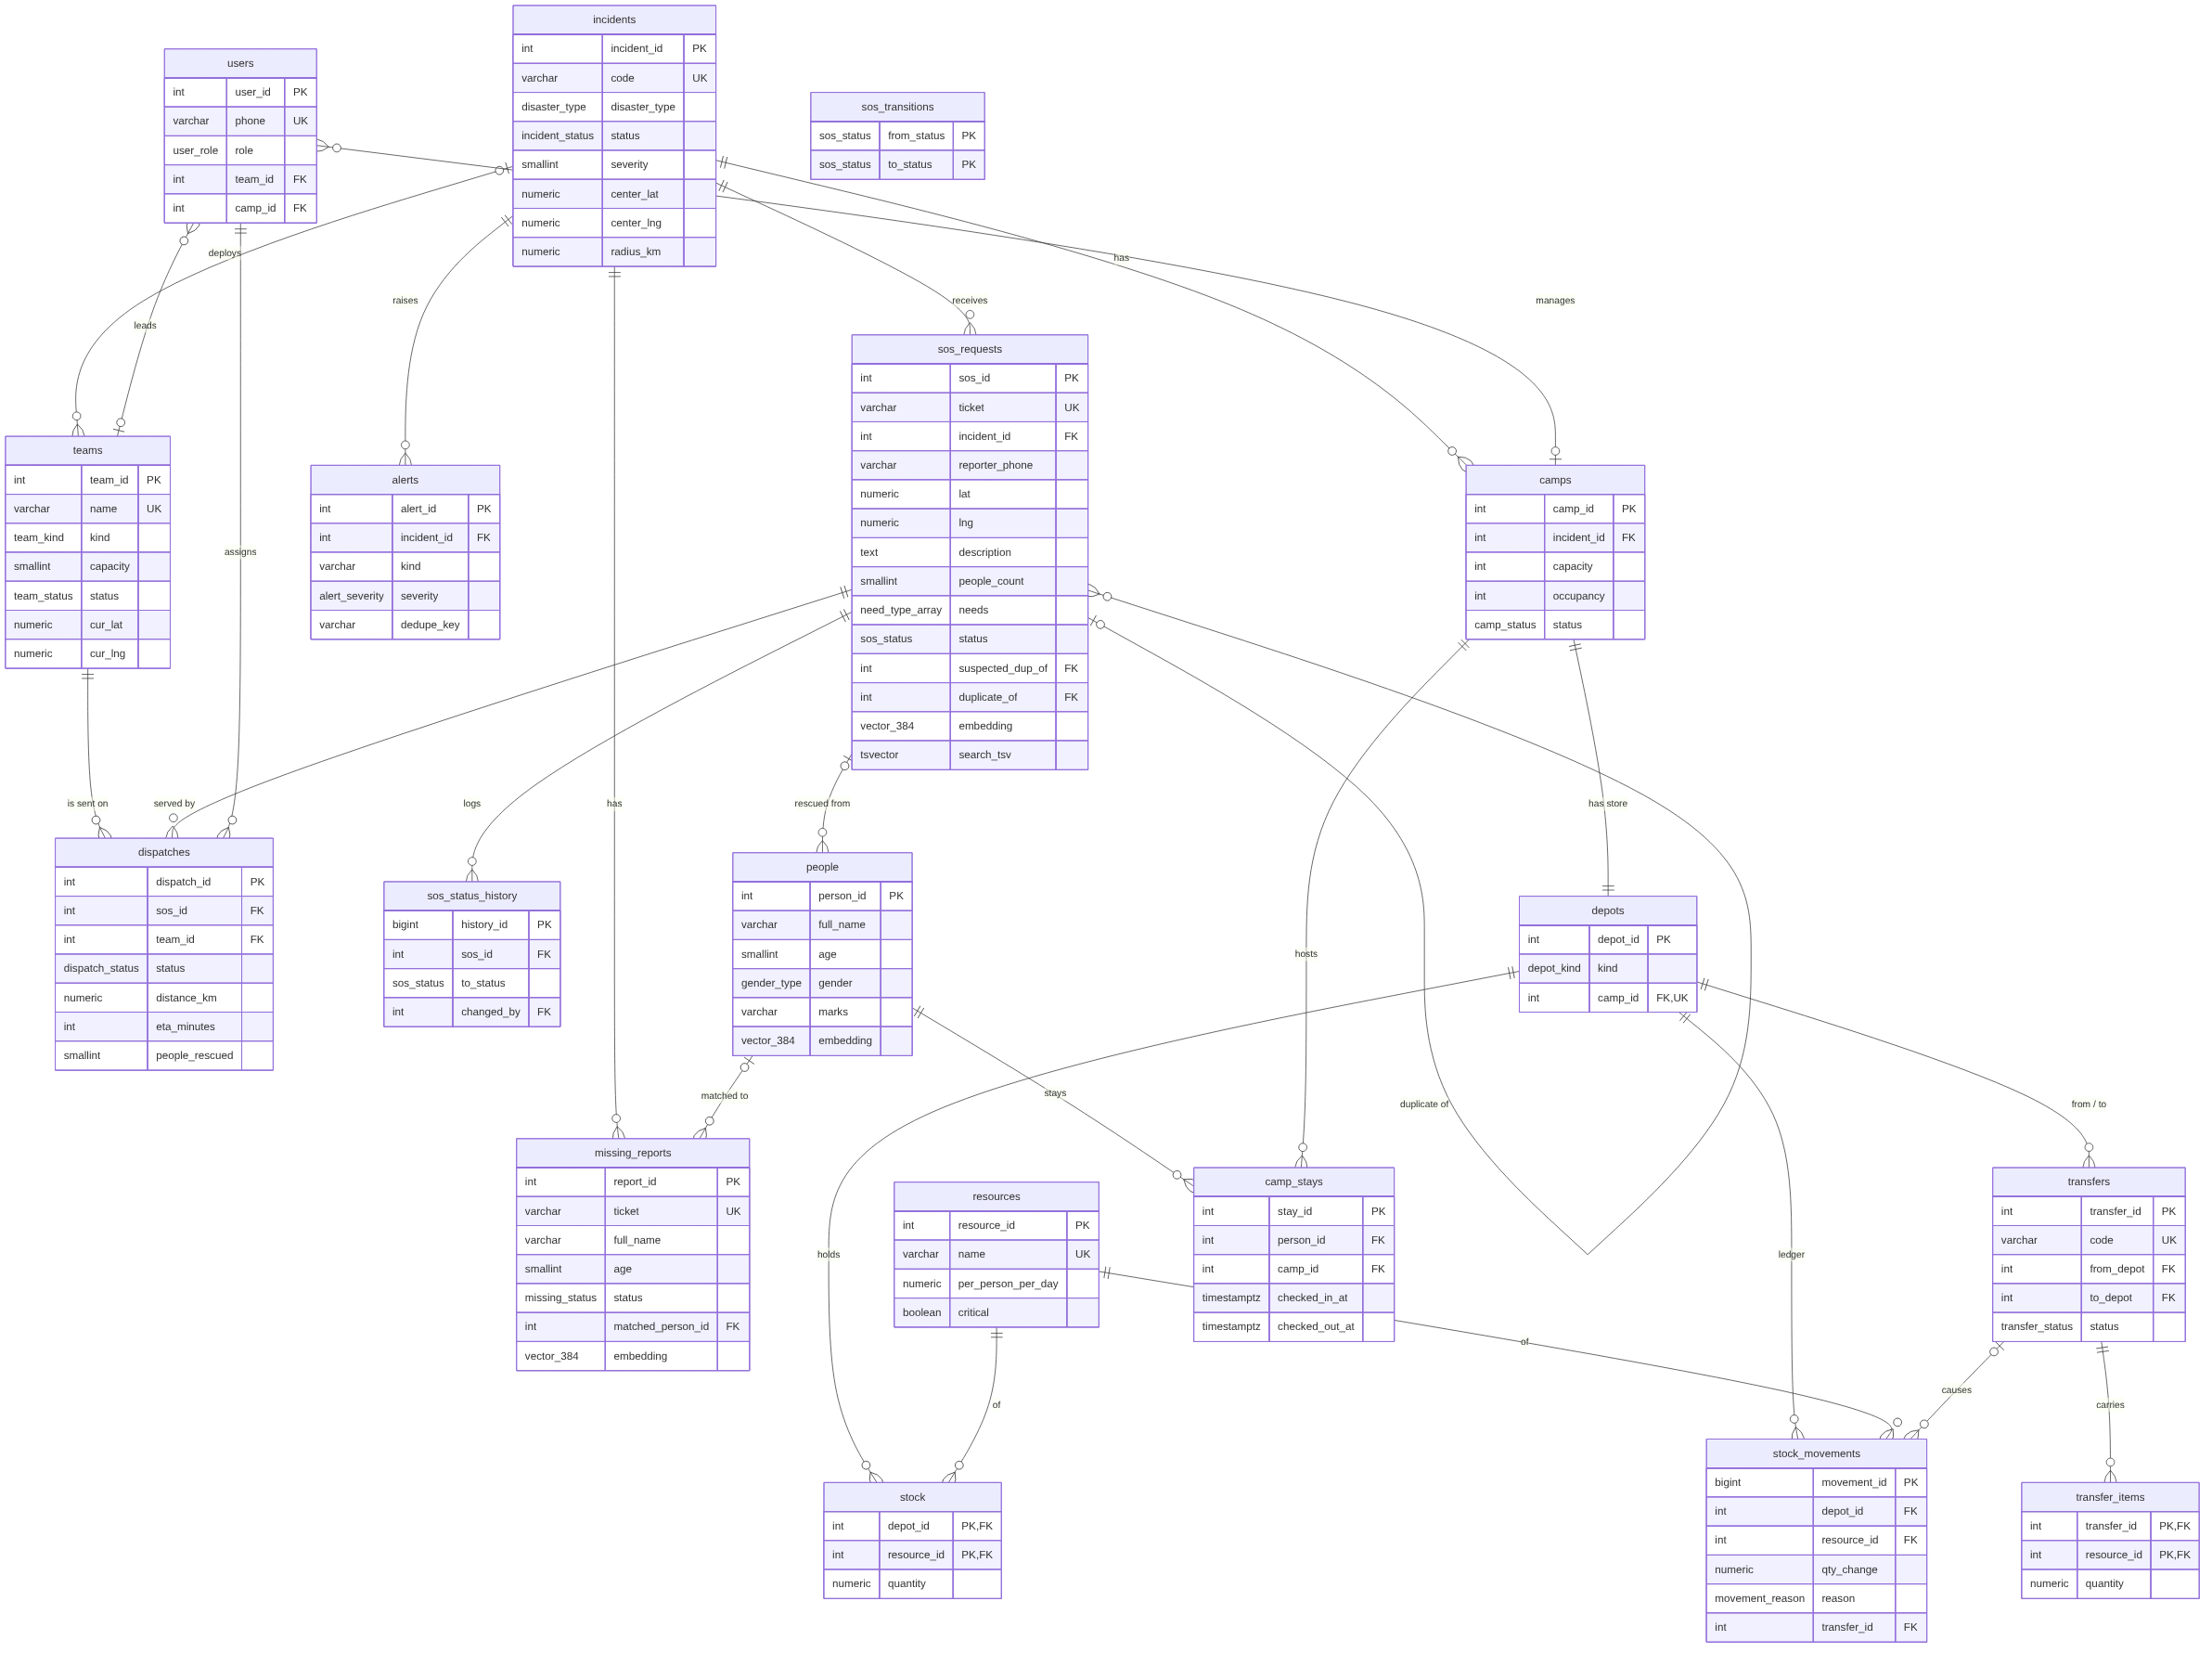 incidents
int incident_id PK
varchar code UK
disaster_type disaster_type
incident_status status
smallint severity
numeric center_lat
numeric center_lng
numeric radius_km
users
int user_id PK
varchar phone UK
user_role role
int team_id FK
int camp_id FK
sos_transitions
sos_status from_status PK
sos_status to_status PK
deploys
has
raises
receives
manages
leads
sos_requests
int sos_id PK
varchar ticket UK
int incident_id FK
varchar reporter_phone
numeric lat
numeric lng
text description
smallint people_count
need_type_array needs
sos_status status
int suspected_dup_of FK
int duplicate_of FK
vector_384 embedding
tsvector search_tsv
teams
int team_id PK
varchar name UK
team_kind kind
smallint capacity
team_status status
numeric cur_lat
numeric cur_lng
alerts
int alert_id PK
int incident_id FK
varchar kind
alert_severity severity
varchar dedupe_key
camps
int camp_id PK
int incident_id FK
int capacity
int occupancy
camp_status status
assigns
is sent on
served by
logs
has
rescued from
has store
dispatches
int dispatch_id PK
int sos_id FK
int team_id FK
dispatch_status status
numeric distance_km
int eta_minutes
smallint people_rescued
sos_status_history
bigint history_id PK
int sos_id FK
sos_status to_status
int changed_by FK
people
int person_id PK
varchar full_name
smallint age
gender_type gender
varchar marks
vector_384 embedding
depots
int depot_id PK
depot_kind kind
int camp_id FK,UK
hosts
matched to
stays
duplicate of
from / to
missing_reports
int report_id PK
varchar ticket UK
varchar full_name
smallint age
missing_status status
int matched_person_id FK
vector_384 embedding
resources
int resource_id PK
varchar name UK
numeric per_person_per_day
boolean critical
camp_stays
int stay_id PK
int person_id FK
int camp_id FK
timestamptz checked_in_at
timestamptz checked_out_at
transfers
int transfer_id PK
varchar code UK
int from_depot FK
int to_depot FK
transfer_status status
holds
ledger
of
of
causes
carries
stock
int depot_id PK,FK
int resource_id PK,FK
numeric quantity
stock_movements
bigint movement_id PK
int depot_id FK
int resource_id FK
numeric qty_change
movement_reason reason
int transfer_id FK
transfer_items
int transfer_id PK,FK
int resource_id PK,FK
numeric quantity